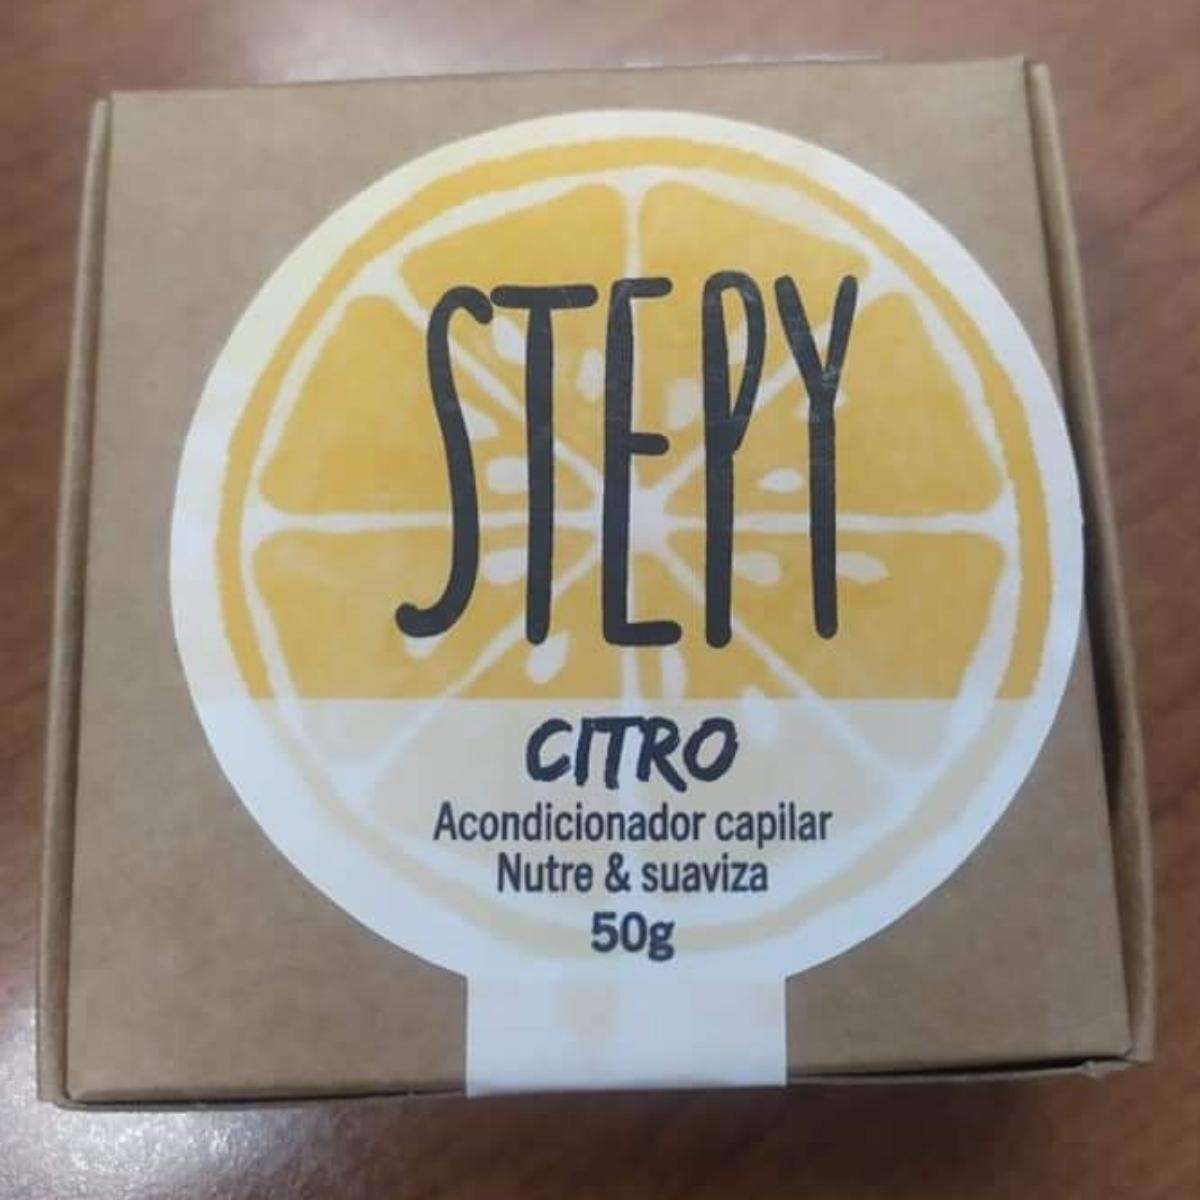 STEPY
CITRO
Acondicionador capilar
Nutre & suaviza
50g